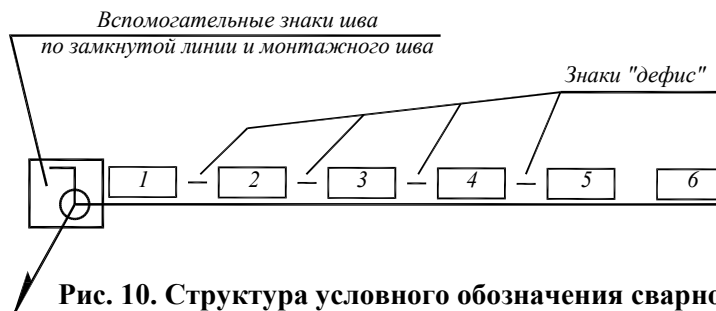 Вспомогательные знаки шва
по замкнутой линии и монтажного шва
Знаки "дефис"
1 – 2 – 3 – 4 – 5 6
Рис. 10. Структура условного обозначения сварно